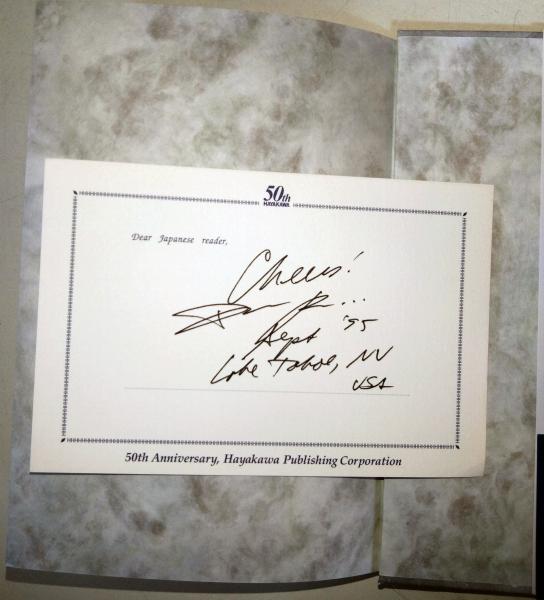 50th
HAYAKAWA
Dear Japanese reader,
Cheers!
'95
Sept
Lake Tahoe, NV
USA
50th Anniversary, Hayakawa Publishing Corporation